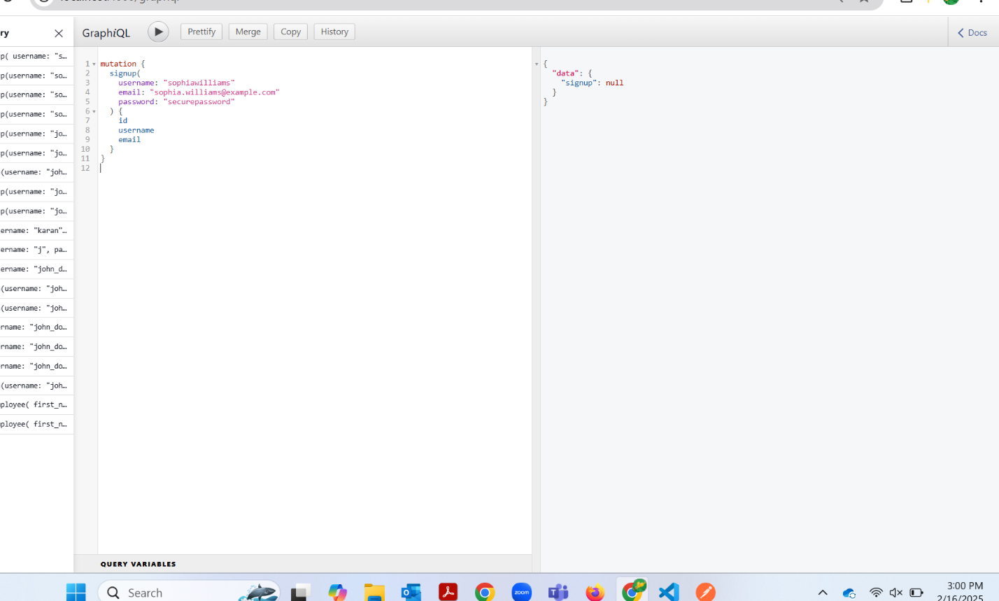 ry
GraphiQL
Prettify
Merge
Copy
History
Docs
p( username: "s...
p(username: "so...
p(username: "so...
p(username: "so...
p(username: "jo...
p(username: "jo...
(username: "joh...
p(username: "jo...
p(username: "jo...
ername: "karan"...
ername: "j", pa...
ername: "john_d...
(username: "joh...
(username: "joh...
rname: "john_do...
rname: "john_do...
rname: "john_do...
(username: "joh...
ployee( first_n...
ployee( first_n...
1 mutation {
2 signup(
3 username: "sophiawilliams"
4 email: "sophia.williams@example.com"
5 password: "securepassword"
6 ) {
7 id
8 username
9 email
10 }
11 }
12
{
"data": {
"signup": null
}
}
QUERY VARIABLES
Search
zoom
3:00 PM
2/16/2025